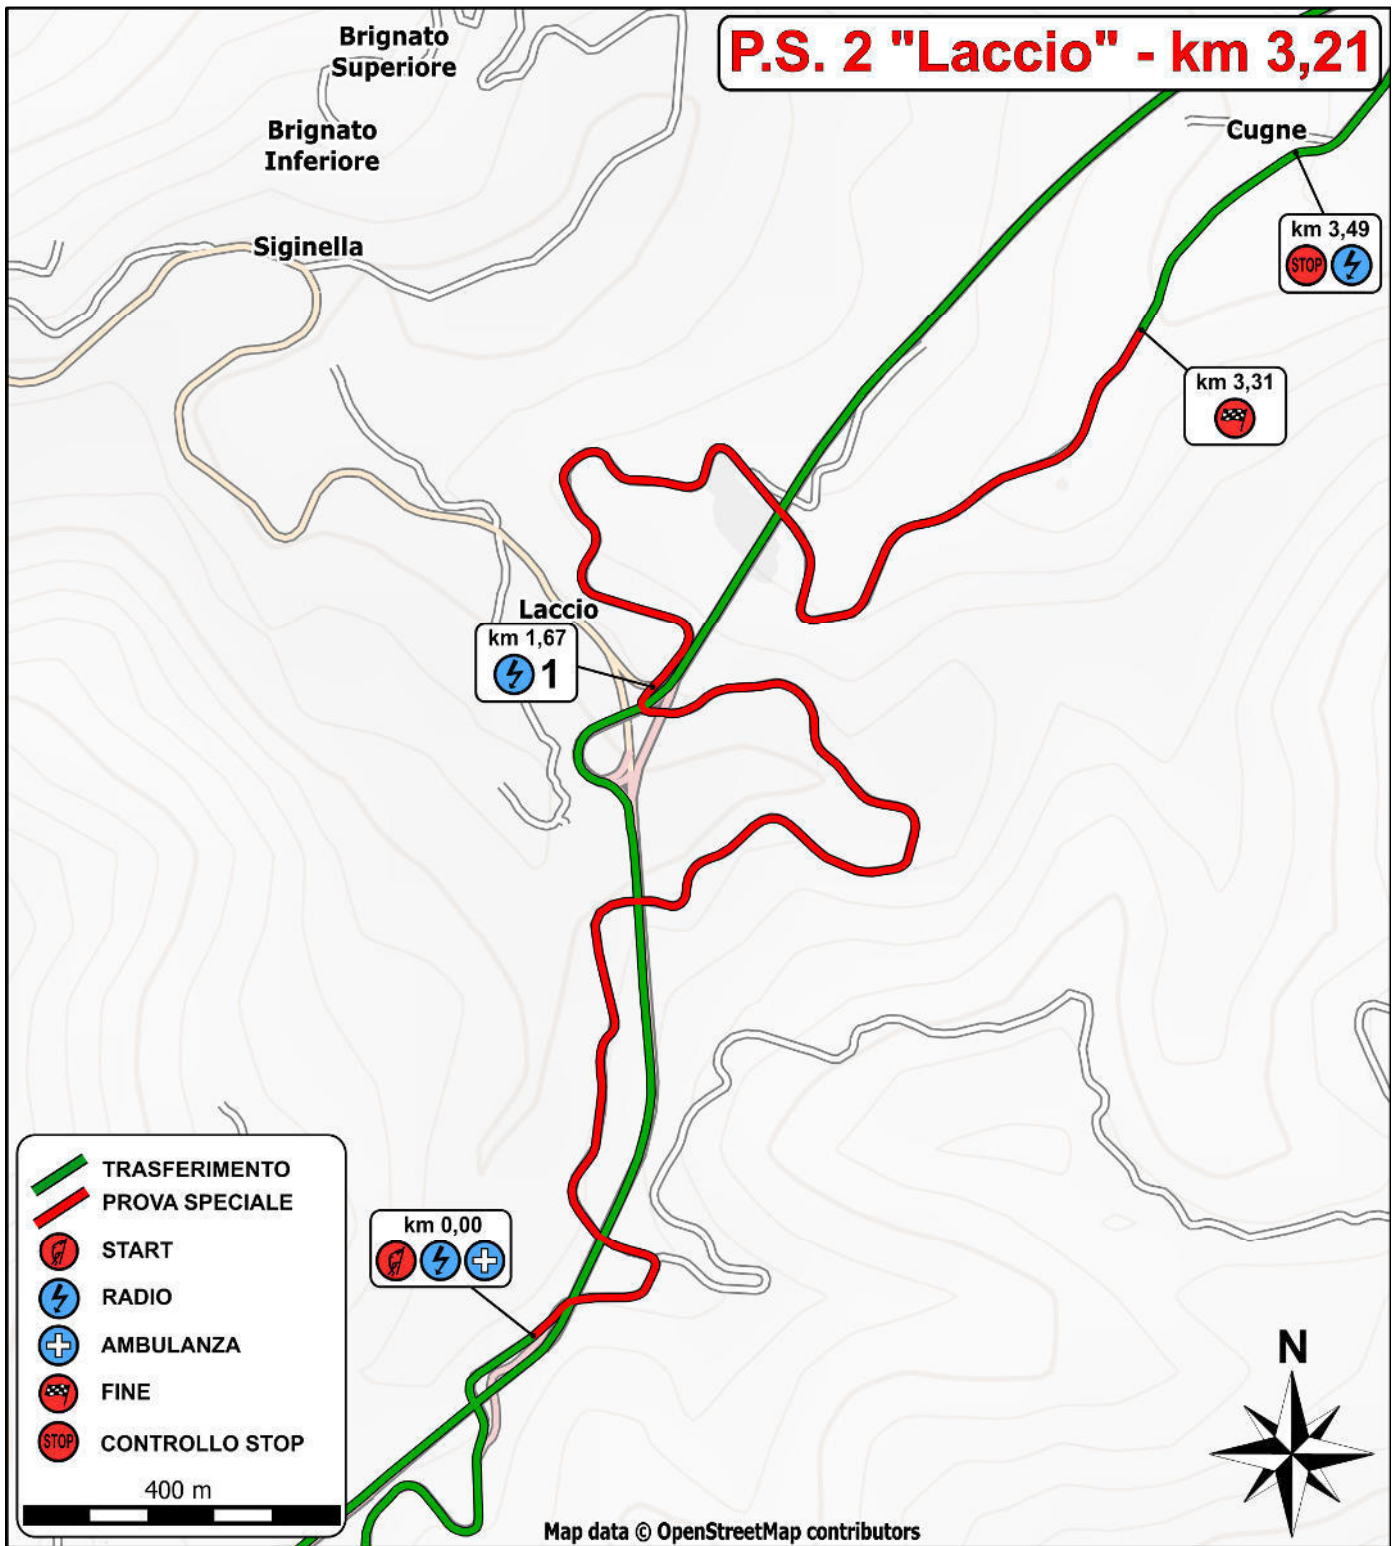 P.S. 2 "Laccio" - km 3,21
Brignato
Superiore
Brignato
Inferiore
Cugne
km 3,49
STOP
Siginella
km 3,31
Laccio
km 1,67
1
km 0,00
TRASFERIMENTO
PROVA SPECIALE
START
RADIO
AMBULANZA
FINE
STOP CONTROLLO STOP
400 m
N
Map data © OpenStreetMap contributors